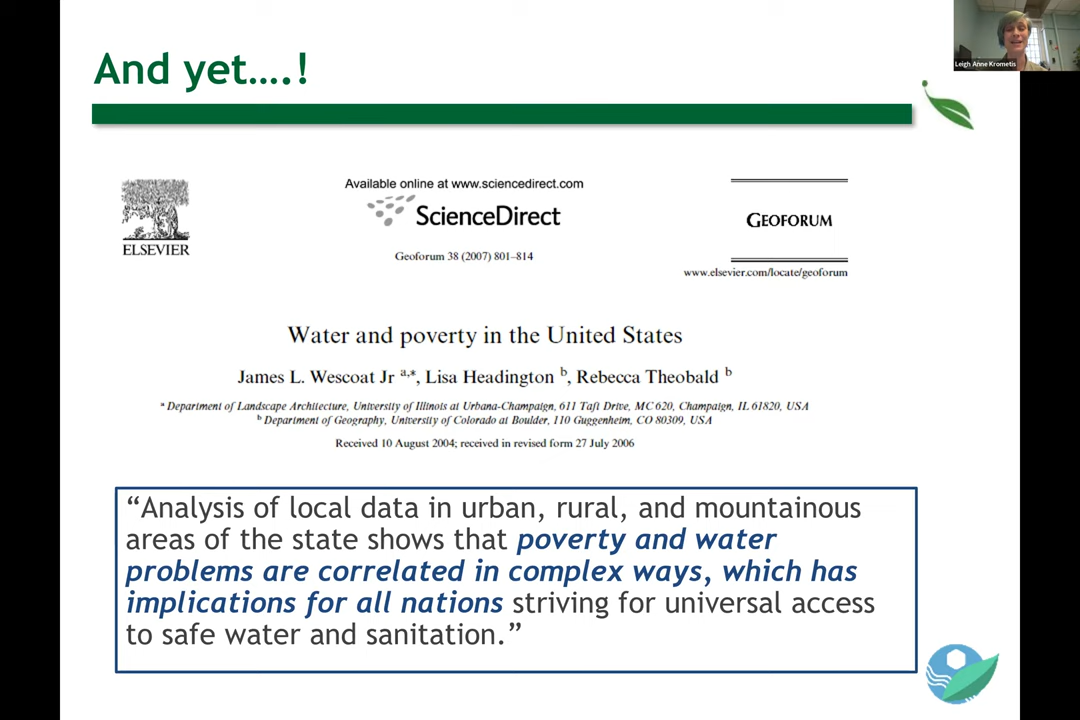 And yet....!
Leigh Anne Krometis
Available online at www.sciencedirect.com
ELSEVIER
ScienceDirect
GEOFORUM
Geoforum 38 (2007) 801–814
www.elsevier.com/locate/geoforum
Water and poverty in the United States
James L. Wescoat Jr a,*, Lisa Headington b, Rebecca Theobald b
a Department of Landscape Architecture, University of Illinois at Urbana-Champaign, 611 Taft Drive, MC 620, Champaign, IL 61820, USA
b Department of Geography, University of Colorado at Boulder, 110 Guggenheim, CO 80309, USA
Received 10 August 2004; received in revised form 27 July 2006
“Analysis of local data in urban, rural, and mountainous
areas of the state shows that poverty and water
problems are correlated in complex ways, which has
implications for all nations striving for universal access
to safe water and sanitation.”